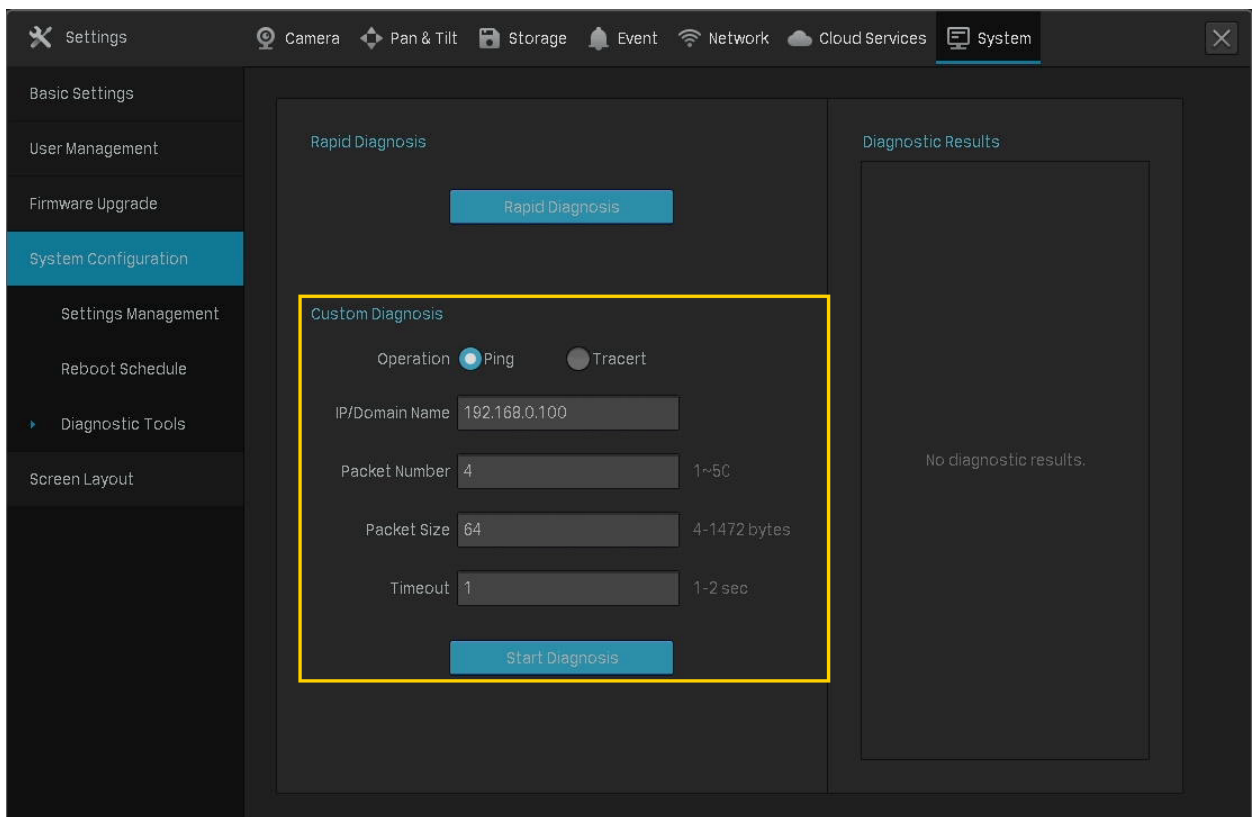 Settings
Camera
Pan & Tilt
Storage
Event
Network
Cloud Services
System
Basic Settings
User Management
Firmware Upgrade
System Configuration
Settings Management
Reboot Schedule
Diagnostic Tools
Screen Layout
Rapid Diagnosis
Rapid Diagnosis
Custom Diagnosis
Operation Ping Tracert
IP/Domain Name 192.168.0.100
Packet Number 4 1~50
Packet Size 64 4-1472 bytes
Timeout 1 1-2 sec
Start Diagnosis
Diagnostic Results
No diagnostic results.